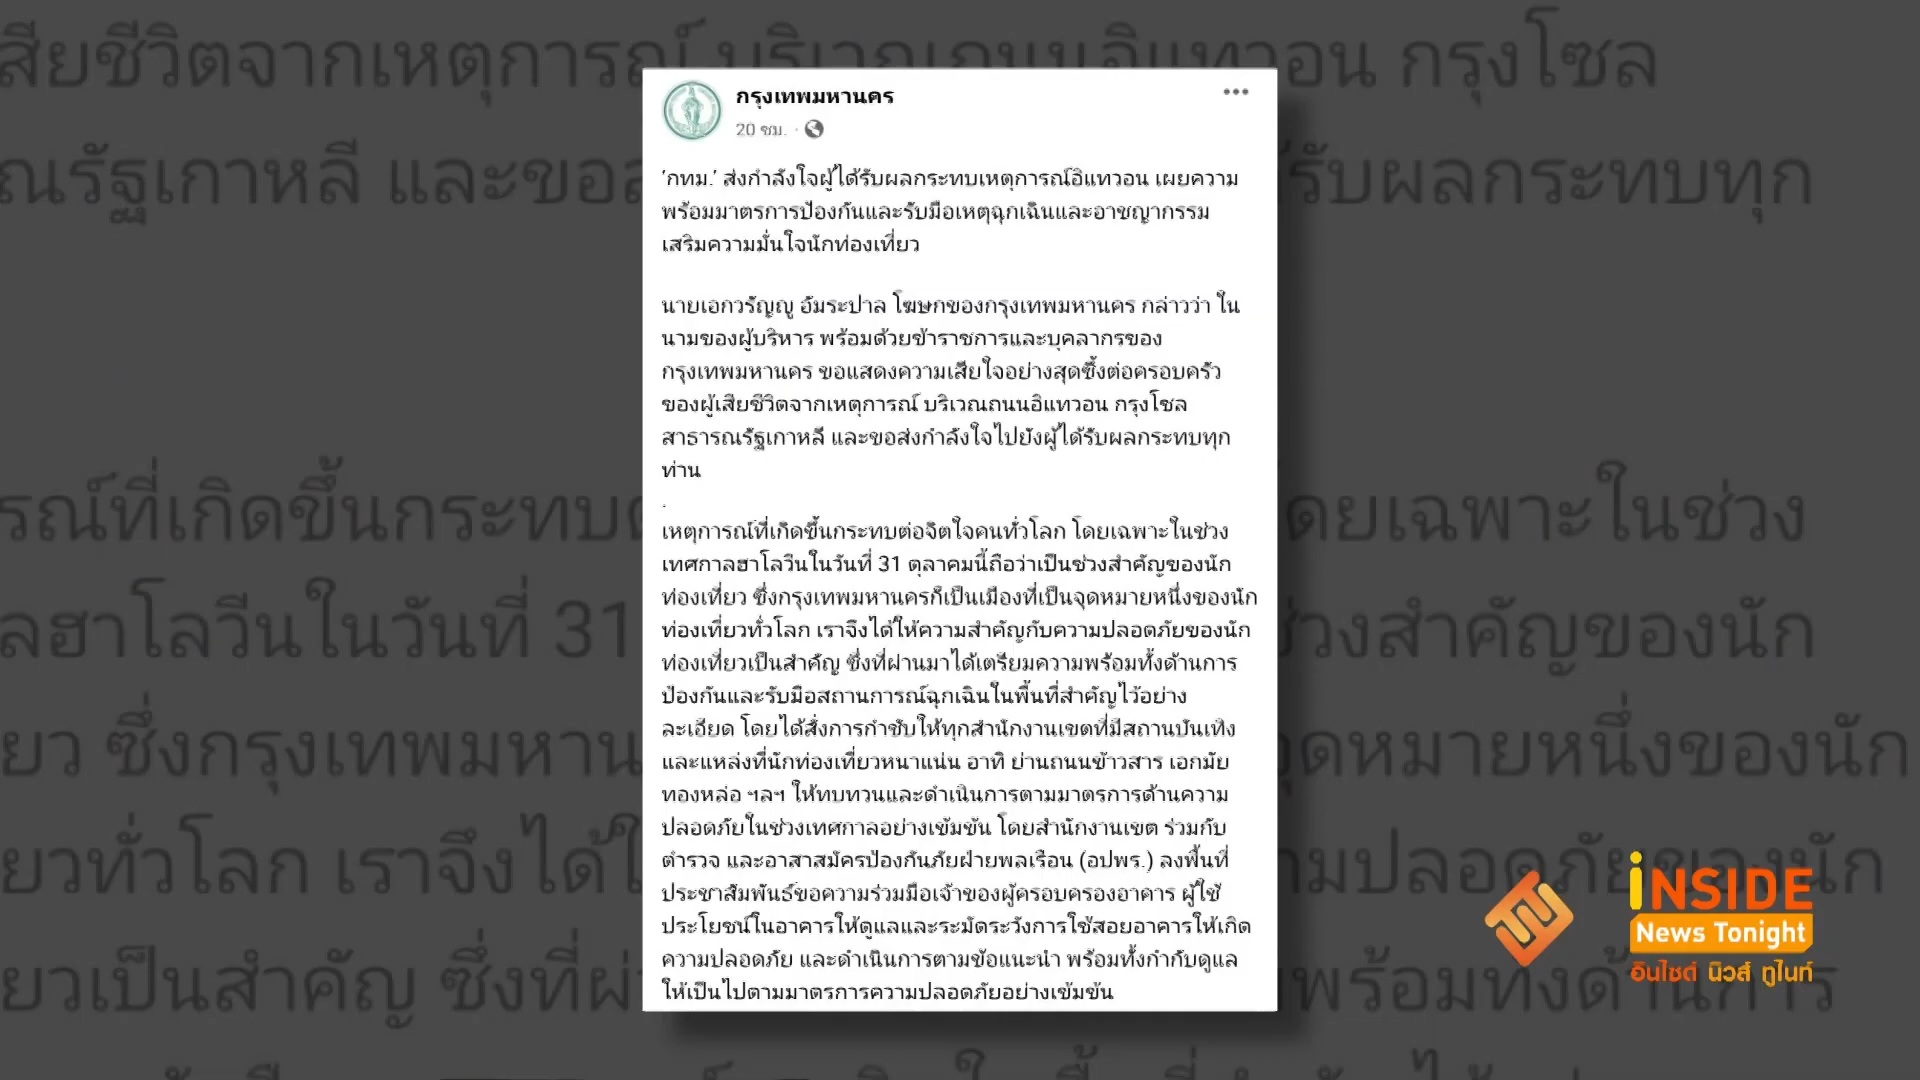 กรุงเทพมหานคร
20 ชม.
'กทม.' ส่งกำลังใจผู้ได้รับผลกระทบเหตุการณ์อิแทวอน เผยความ
พร้อมมาตรการป้องกันและรับมือเหตุฉุกเฉินและอาชญากรรม
เสริมความมั่นใจนักท่องเที่ยว
นายเอกวรัญญู อัมระปาล โฆษกของกรุงเทพมหานคร กล่าวว่า ใน
นามของผู้บริหาร พร้อมด้วยข้าราชการและบุคลากรของ
กรุงเทพมหานคร ขอแสดงความเสียใจอย่างสุดซึ้งต่อครอบครัว
ของผู้เสียชีวิตจากเหตุการณ์ บริเวณถนนอิแทวอน กรุงโซล
สาธารณรัฐเกาหลี และขอส่งกำลังใจไปยังผู้ได้รับผลกระทบทุก
ท่าน
.
เหตุการณ์ที่เกิดขึ้นกระทบต่อจิตใจคนทั่วโลก โดยเฉพาะในช่วง
เทศกาลฮาโลวีนในวันที่ 31 ตุลาคมนี้ถือว่าเป็นช่วงสำคัญของนัก
ท่องเที่ยว ซึ่งกรุงเทพมหานครก็เป็นเมืองที่เป็นจุดหมายหนึ่งของนัก
ท่องเที่ยวทั่วโลก เราจึงได้ให้ความสำคัญกับความปลอดภัยของนัก
ท่องเที่ยวเป็นสำคัญ ซึ่งที่ผ่านมาได้เตรียมความพร้อมทั้งด้านการ
ป้องกันและรับมือสถานการณ์ฉุกเฉินในพื้นที่สำคัญไว้อย่าง
ละเอียด โดยได้สั่งการกำชับให้ทุกสำนักงานเขตที่มีสถานบันเทิง
และแหล่งที่นักท่องเที่ยวหนาแน่น อาทิ ย่านถนนข้าวสาร เอกมัย
ทองหล่อ ฯลฯ ให้ทบทวนและดำเนินการตามมาตรการด้านความ
ปลอดภัยในช่วงเทศกาลอย่างเข้มข้น โดยสำนักงานเขต ร่วมกับ
ตำรวจ และอาสาสมัครป้องกันภัยฝ่ายพลเรือน (อปพร.) ลงพื้นที่
ประชาสัมพันธ์ขอความร่วมมือเจ้าของผู้ครอบครองอาคาร ผู้ใช้
ประโยชน์ในอาคารให้ดูแลและระมัดระวังการใช้สอยอาคารให้เกิด
ความปลอดภัย และดำเนินการตามข้อแนะนำ พร้อมทั้งกำกับดูแล
ให้เป็นไปตามมาตรการความปลอดภัยอย่างเข้มข้น
iNSIDE
News Tonight
อินไซด์ นิวส์ ทูไนท์